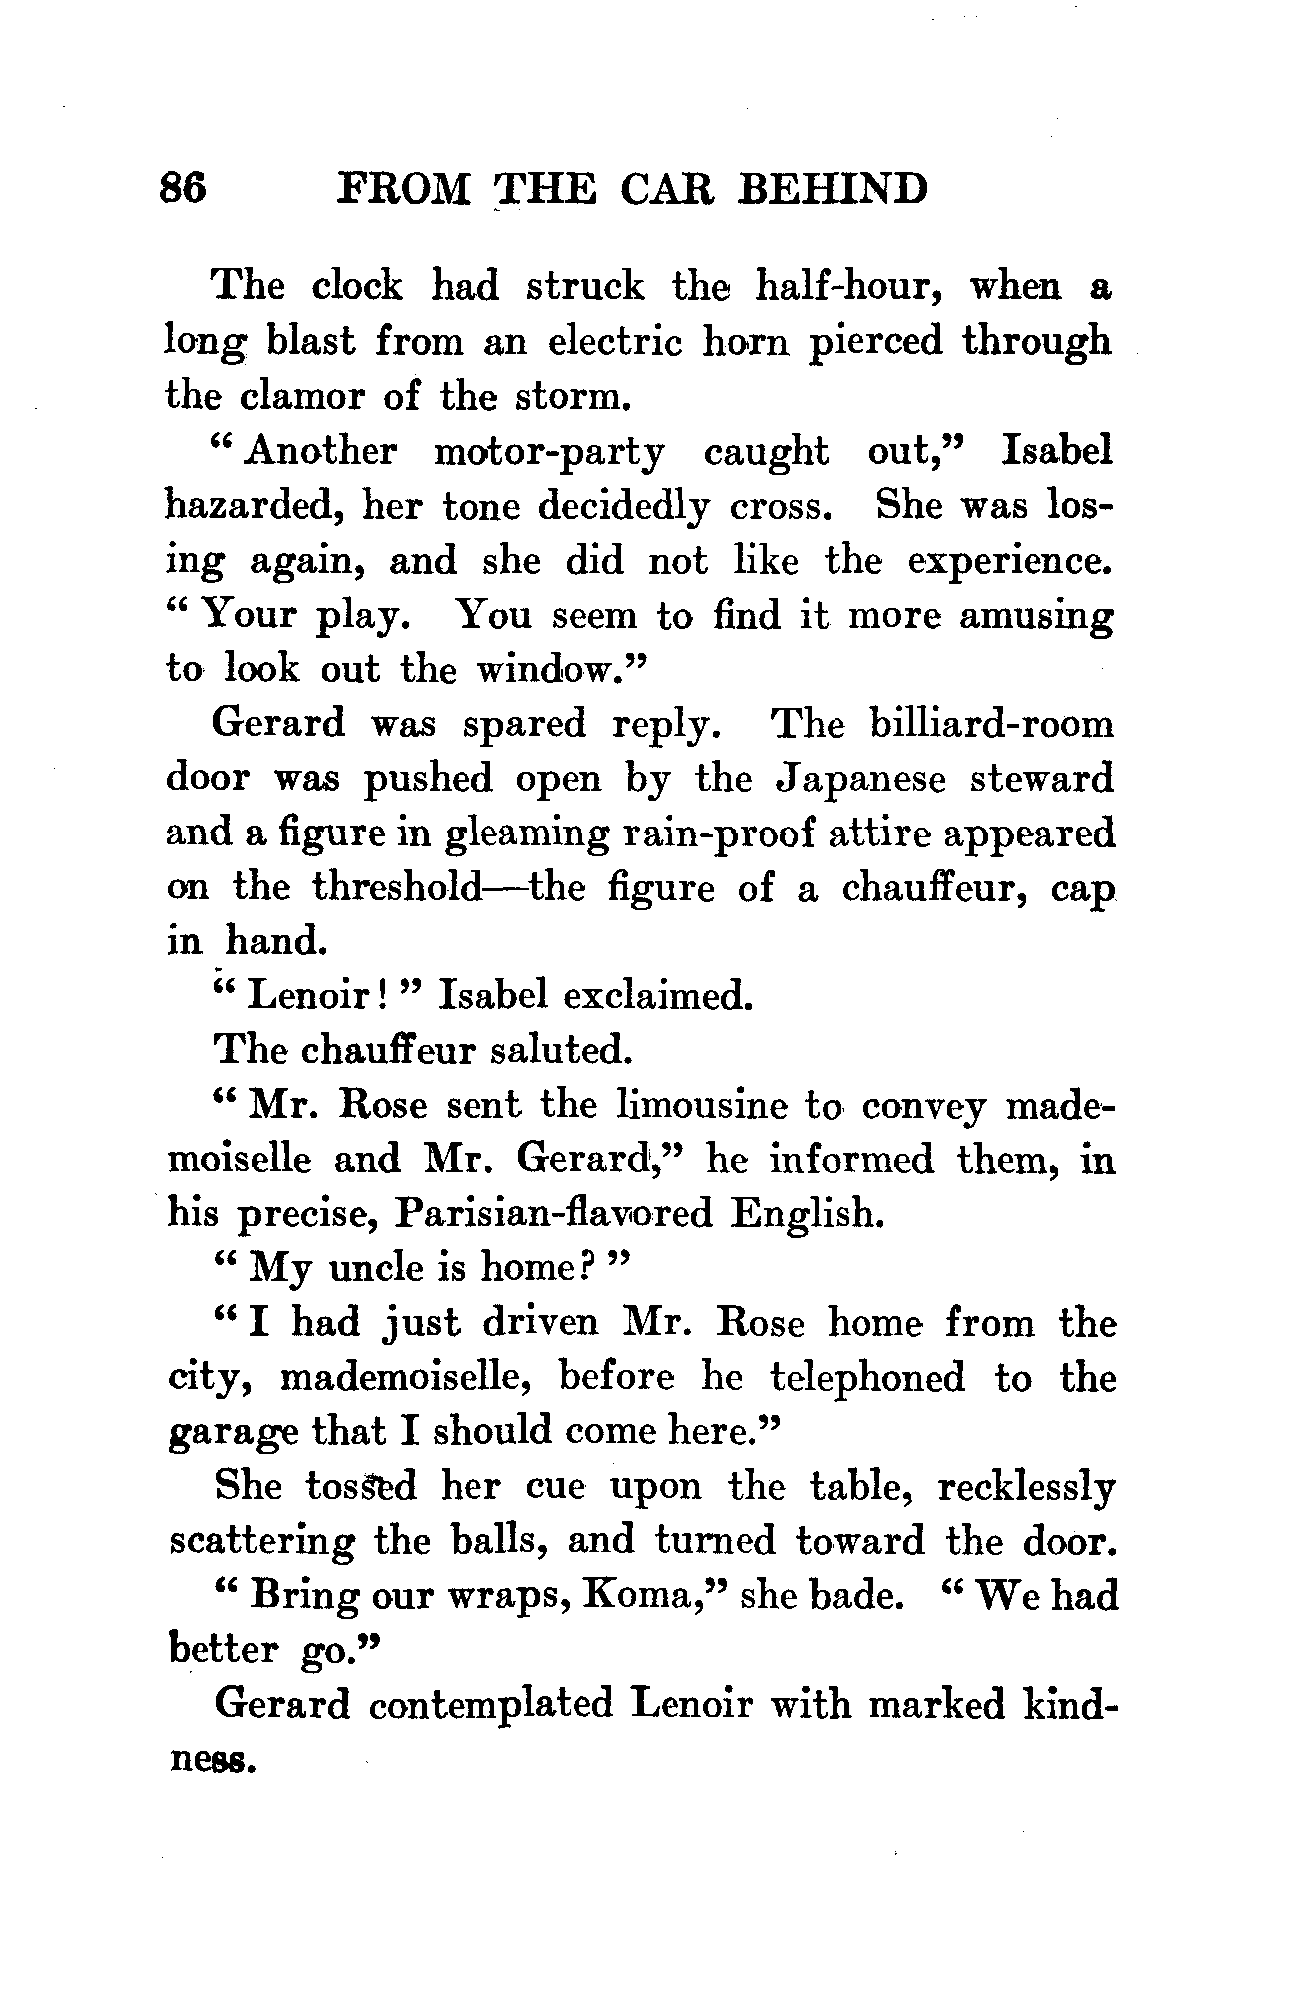 86 FROM THE CAR BEHIND
The clock had struck the half-hour, when a
long blast from an electric horn pierced through
the clamor of the storm.
“ Another motor-party caught out,” Isabel
hazarded, her tone decidedly cross. She was los-
ing again, and she did not like the experience.
“ Your play. You seem to find it more amusing
to look out the window.”
Gerard was spared reply. The billiard-room
door was pushed open by the Japanese steward
and a figure in gleaming rain-proof attire appeared
on the threshold—the figure of a chauffeur, cap
in hand.
“ Lenoir! ” Isabel exclaimed.
The chauffeur saluted.
“ Mr. Rose sent the limousine to convey made-
moiselle and Mr. Gerard,” he informed them, in
his precise, Parisian-flavored English.
“ My uncle is home? ”
“ I had just driven Mr. Rose home from the
city, mademoiselle, before he telephoned to the
garage that I should come here.”
She tossed her cue upon the table, recklessly
scattering the balls, and turned toward the door.
“ Bring our wraps, Koma,” she bade. “ We had
better go.”
Gerard contemplated Lenoir with marked kind-
ness.